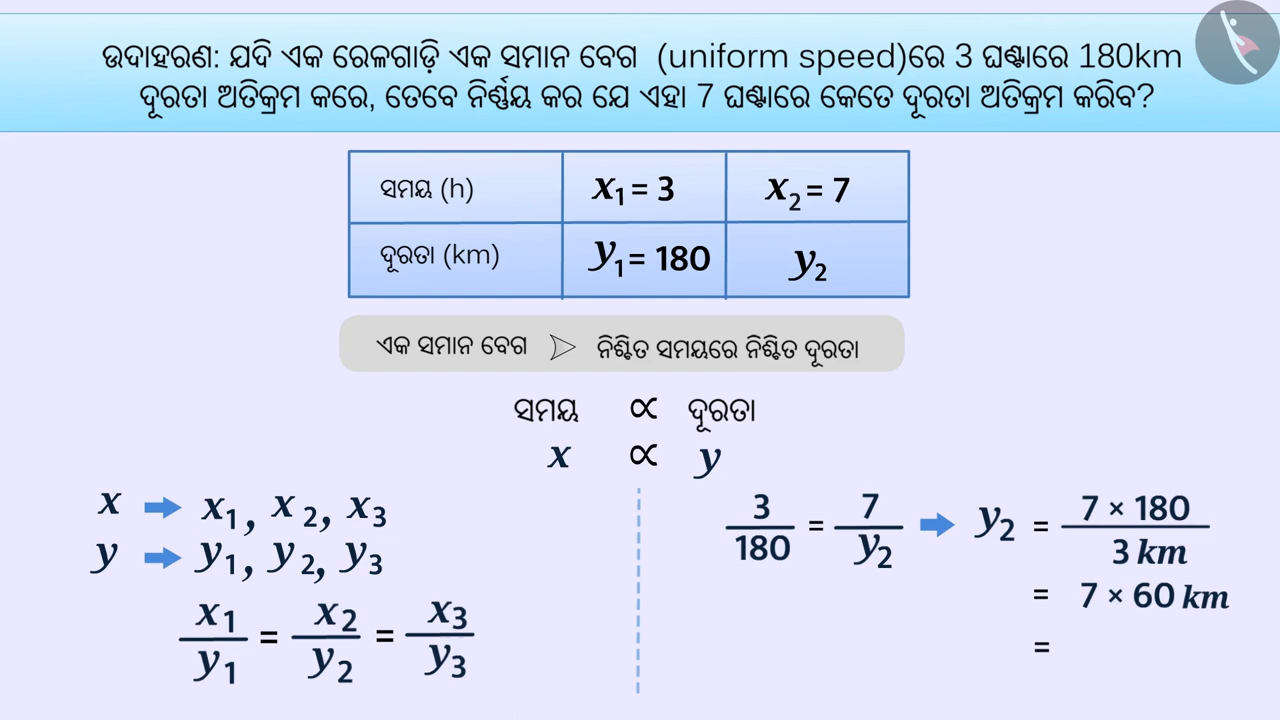 ଉଦାହରଣ: ଯଦି ଏକ ରେଳଗାଡ଼ି ଏକ ସମାନ ବେଗ (uniform speed)ରେ 3 ଘଣ୍ଟାରେ 180km
ଦୂରତା ଅତିକ୍ରମ କରେ, ତେବେ ନିର୍ଣ୍ଣୟ କର ଯେ ଏହା 7 ଘଣ୍ଟାରେ କେତେ ଦୂରତା ଅତିକ୍ରମ କରିବ?
ସମୟ (h) x₁ = 3 x₂ = 7
ଦୂରତା (km) y₁ = 180 y₂
ଏକ ସମାନ ବେଗ ➢ ନିଶ୍ଚିତ ସମୟରେ ନିଶ୍ଚିତ ଦୂରତା
ସମୟ ∝ ଦୂରତା
x ∝ y
x ➡ x₁, x₂, x₃
y ➡ y₁, y₂, y₃
x₁/y₁ = x₂/y₂ = x₃/y₃
3/180 = 7/y₂ ➡ y₂ = 7 × 180/3 km
= 7 × 60 km
=